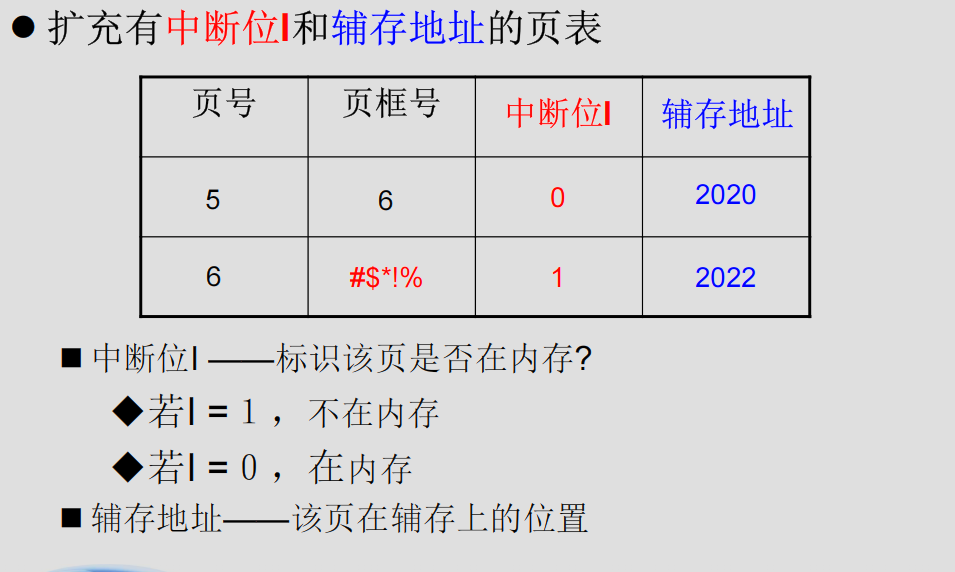 ● 扩充有中断位I和辅存地址的页表
页号 页框号 中断位I 辅存地址
5 6 0 2020
6 #$*!% 1 2022
■ 中断位I ——标识该页是否在内存?
◆若I = 1 ，不在内存
◆若I = 0 ，在内存
■ 辅存地址——该页在辅存上的位置